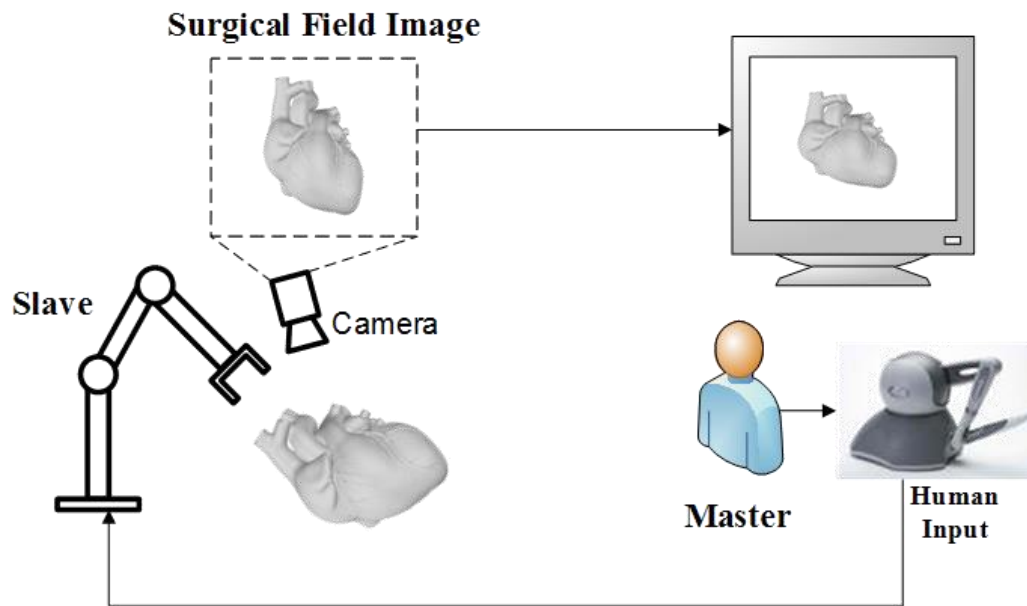 Surgical Field Image
Slave
Camera
Master
Human
Input